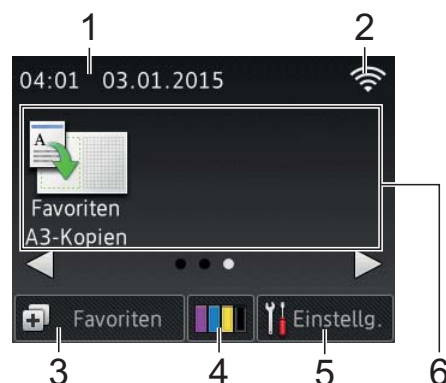 1 2
04:01 03.01.2015
A
Favoriten
A3-Kopien
Favoriten Einstellg.
3 4 5 6